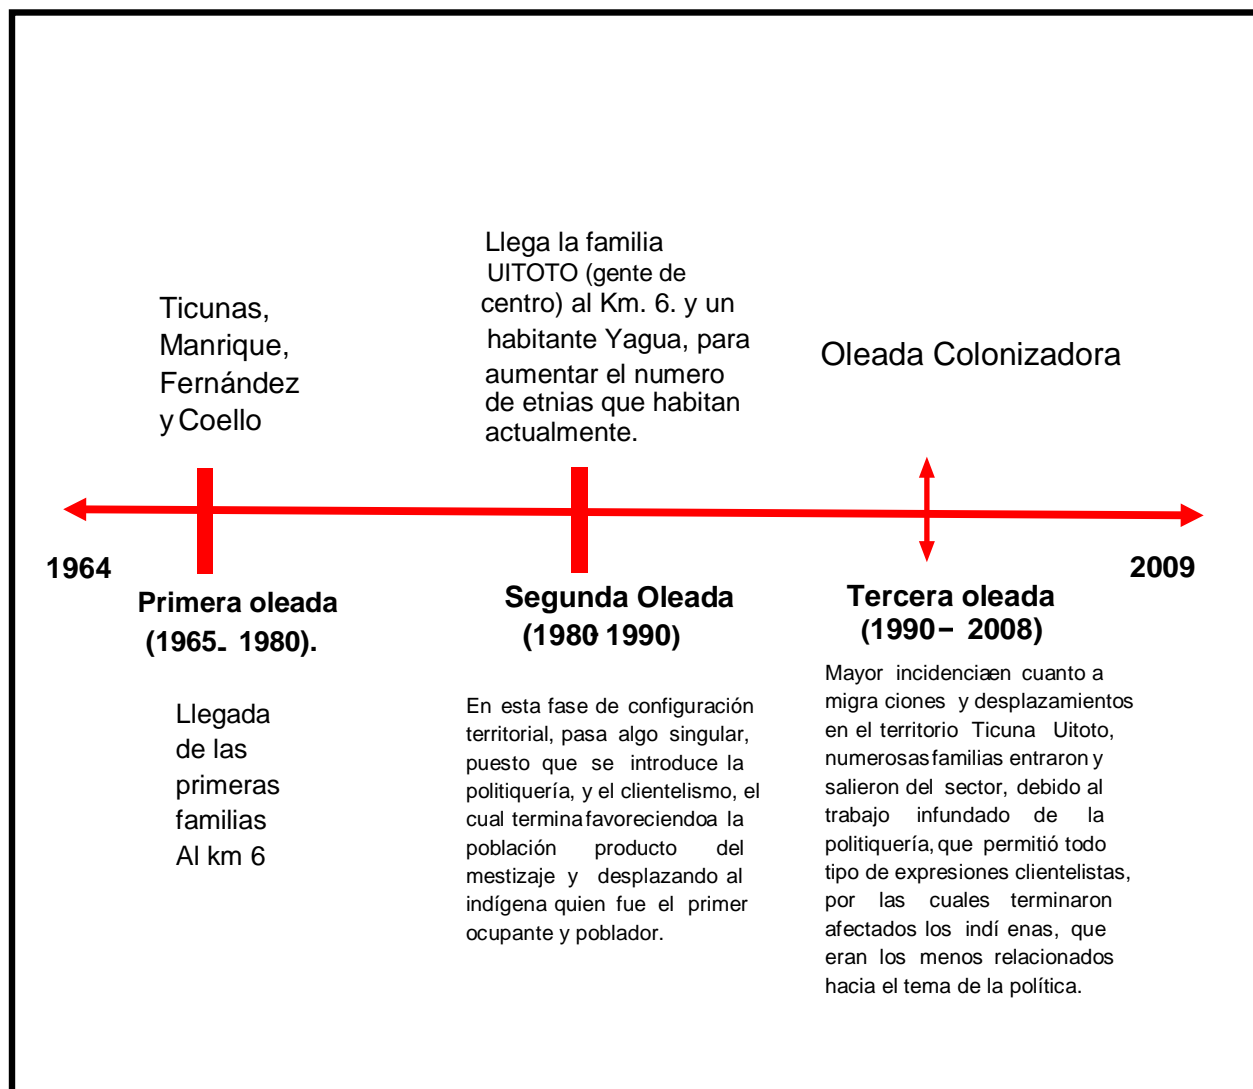 Ticunas,
Manrique,
Fernández
y Coello
Llega la familia
UITOTO (gente de
centro) al Km. 6. y un
habitante Yagua, para
aumentar el numero
de etnias que habitan
actualmente.
Oleada Colonizadora
1964
2009
Primera oleada
(1965- 1980).
Llegada
de las
primeras
familias
Al km 6
Segunda Oleada
(1980- 1990)
En esta fase de configuración
territorial, pasa algo singular,
puesto que se introduce la
politiquería, y el clientelismo, el
cual termina favoreciendoa la
población producto del
mestizaje y desplazando al
indígena quien fue el primer
ocupante y poblador.
Tercera oleada
(1990– 2008)
Mayor incidenciaen cuanto a
migra ciones y desplazamientos
en el territorio Ticuna Uitoto,
numerosas familias entraron y
salieron del sector, debido al
trabajo infundado de la
politiquería, que permitió todo
tipo de expresiones clientelistas,
por las cuales terminaron
afectados los indí enas, que
eran los menos relacionados
hacia el tema de la política.